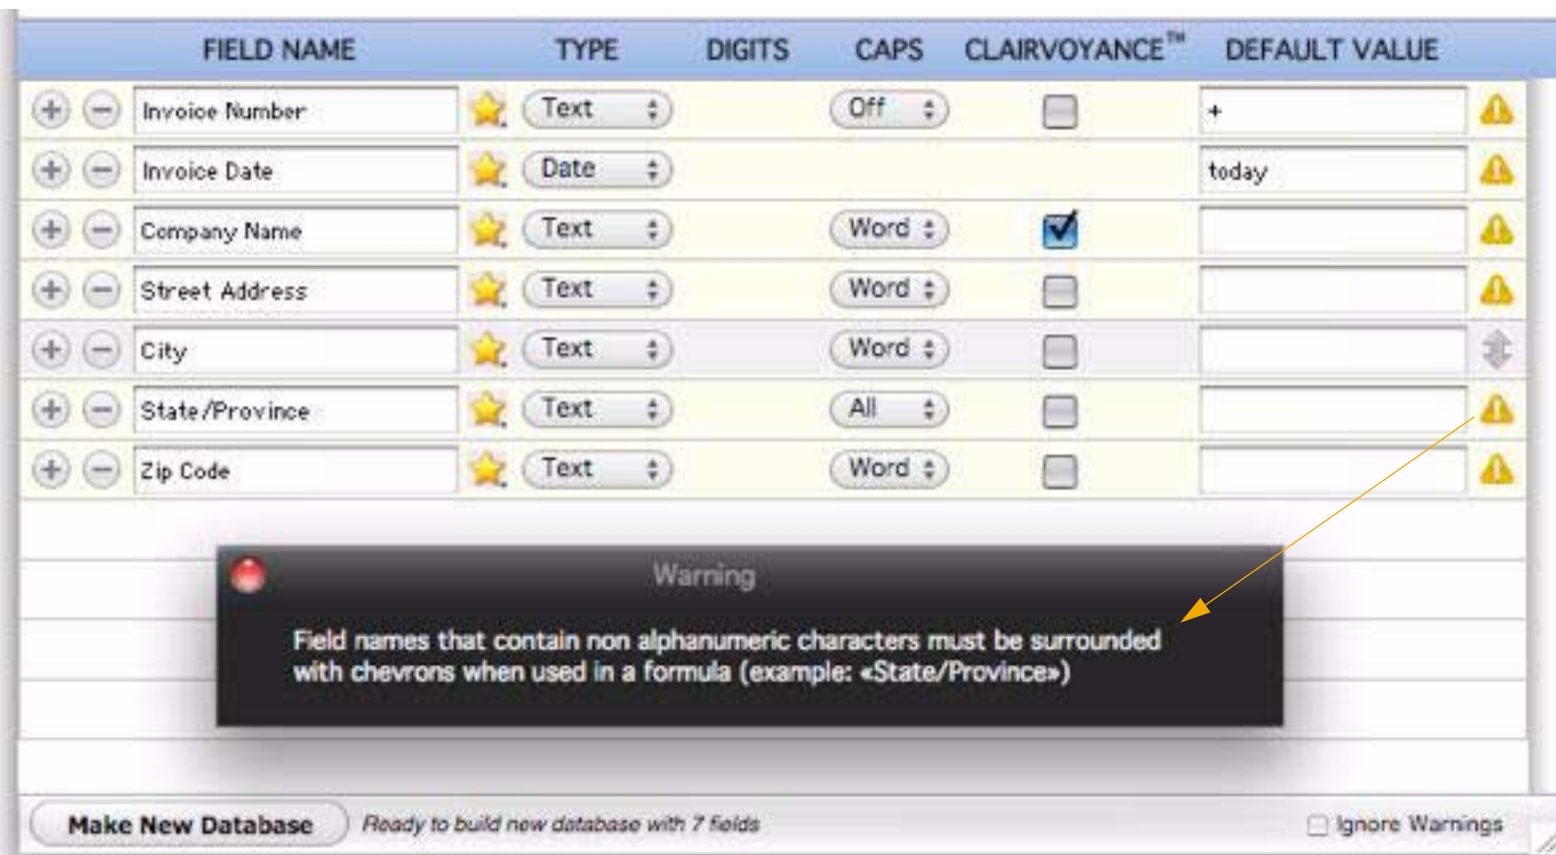 FIELD NAME TYPE DIGITS CAPS CLAIRVOYANCE™ DEFAULT VALUE
Invoice Number Text Off +
Invoice Date Date today
Company Name Text Word
Street Address Text Word
City Text Word
State/Province Text All
Zip Code Text Word
Warning
Field names that contain non alphanumeric characters must be surrounded
with chevrons when used in a formula (example: «State/Province»)
Make New Database Ready to build new database with 7 fields Ignore Warnings